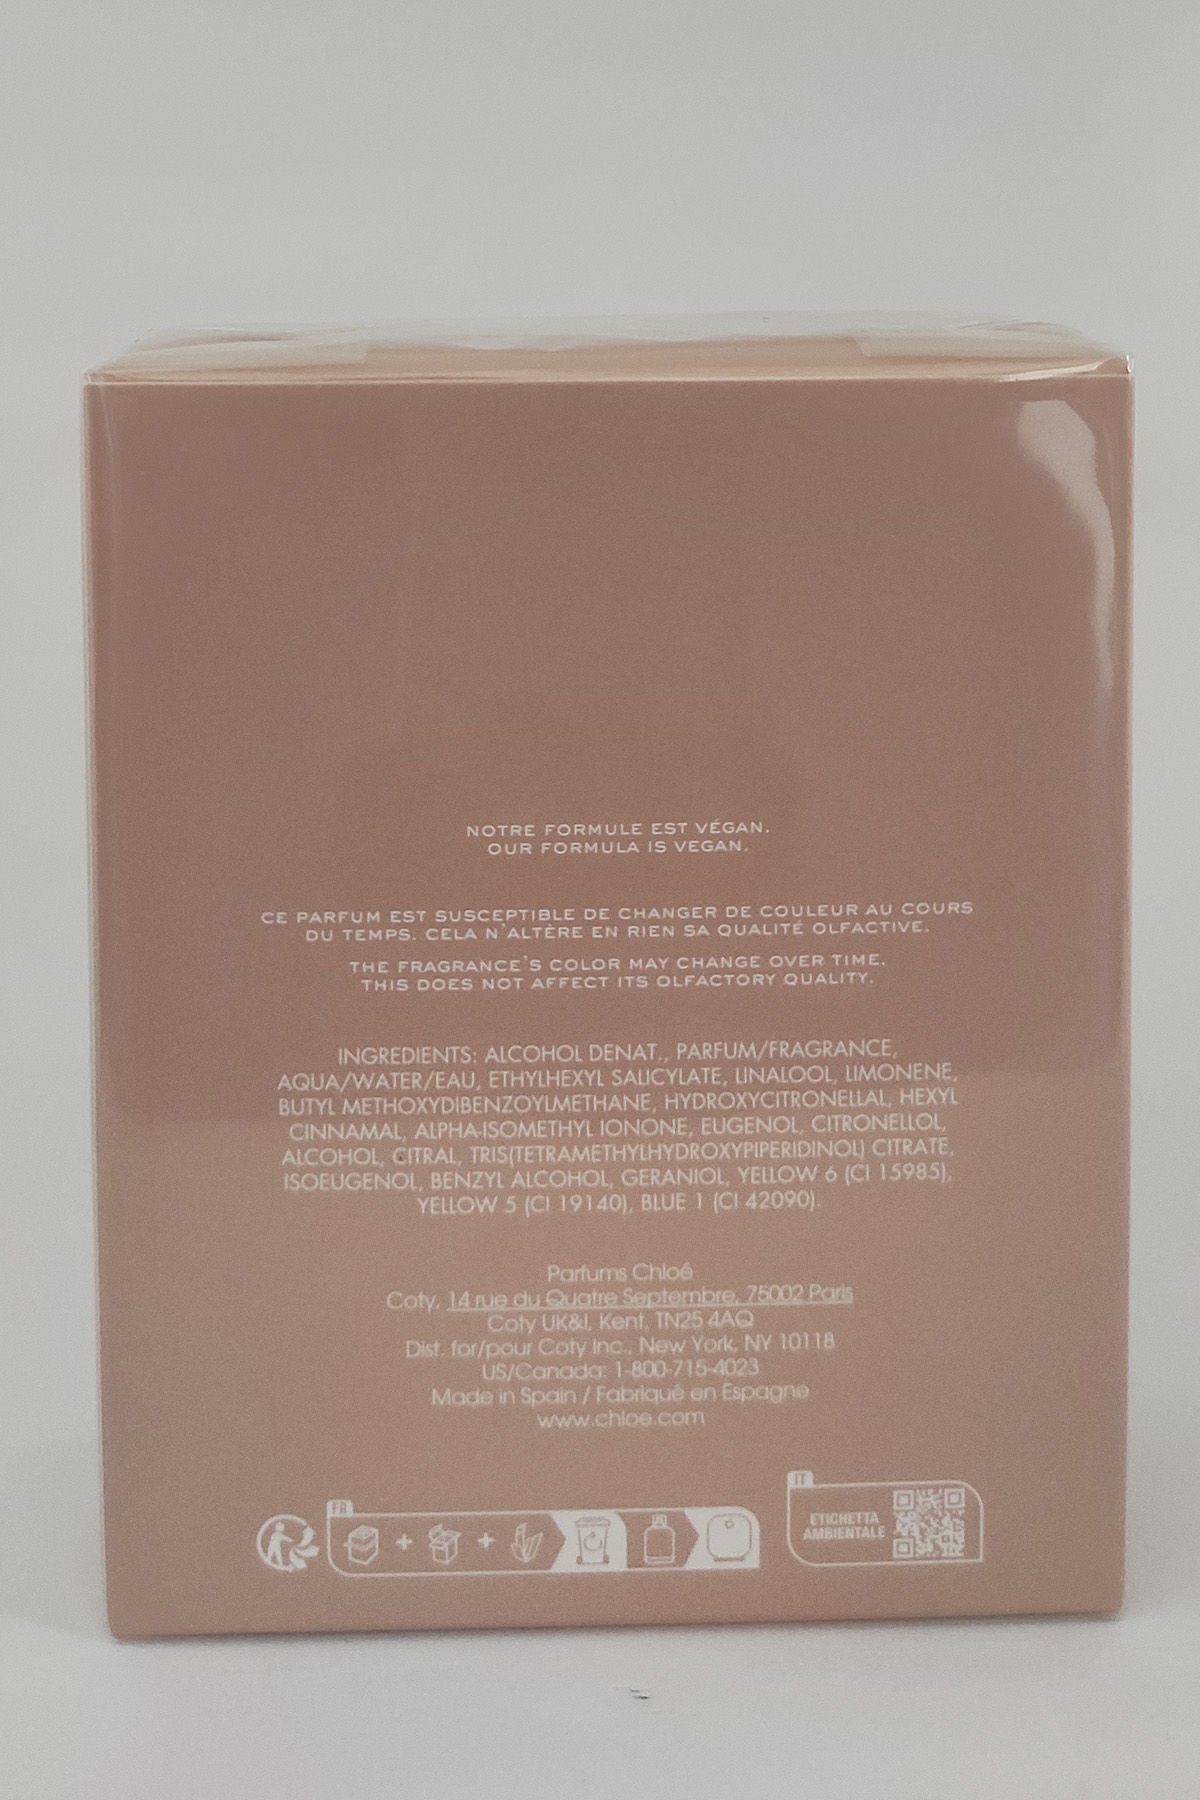 NOTRE FORMULE EST VÉGAN.
OUR FORMULA IS VEGAN.
CE PARFUM EST SUSCEPTIBLE DE CHANGER DE COULEUR AU COURS
DU TEMPS. CELA N'ALTÈRE EN RIEN SA QUALITÉ OLFACTIVE.
THE FRAGRANCE'S COLOR MAY CHANGE OVER TIME.
THIS DOES NOT AFFECT ITS OLFACTORY QUALITY.
INGREDIENTS: ALCOHOL DENAT., PARFUM/FRAGRANCE,
AQUA/WATER/EAU, ETHYLHEXYL SALICYLATE, LINALOOL, LIMONENE,
BUTYL METHOXYDIBENZOYLMETHANE, HYDROXYCITRONELLAL, HEXYL
CINNAMAL, ALPHA-ISOMETHYL IONONE, EUGENOL, CITRONELLOL,
ALCOHOL, CITRAL, TRIS(TETRAMETHYLHYDROXYPIPERIDINOL) CITRATE,
ISOEUGENOL, BENZYL ALCOHOL, GERANIOL, YELLOW 6 (CI 15985),
YELLOW 5 (CI 19140), BLUE 1 (CI 42090).
Parfums Chloé
Coty, 14 rue du Quatre Septembre, 75002 Paris
Coty UK&I, Kent, TN25 4AQ
Dist. for/pour Coty Inc., New York, NY 10118
US/Canada: 1-800-715-4023
Made in Spain / Fabriqué en Espagne
www.chloe.com
FR
IT
ETICHETTA
AMBIENTALE